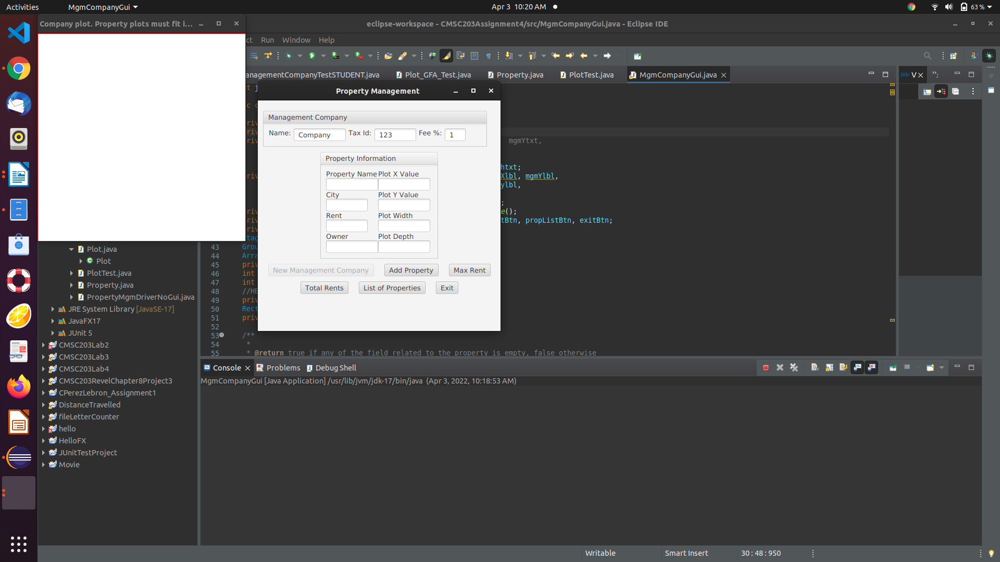 Activities
MgmCompanyGui
Apr 3 10:20 AM
63 %
Company plot. Property plots must fit i...
eclipse-workspace - CMSC203Assignment4/src/MgmCompanyGui.java - Eclipse IDE
ct Run Window Help
anagementCompanyTestSTUDENT.java
Plot_GFA_Test.java
Property.java
PlotTest.java
MgmCompanyGui.java
(x)= V
2
Property Management
Management Company
Name: Company Tax Id: 123 Fee %: 1
Property Information
Property Name Plot X Value
City Plot Y Value
Rent Plot Width
Owner Plot Depth
New Management Company Add Property Max Rent
Total Rents List of Properties Exit
t j
c c
riv
riv
riv mgmYtxt,
htxt;
riv Xlbl, mgmYlbl,
ylbl,
;
riv e();
riv tBtn, propListBtn, exitBtn;
riv
tag
43 Grou
44 Arra
45 priv
46 int
47 int
48 //HE
49 priv
50 Rect
51 priv
52
53 /**
54 *
55 * @return true if any of the field related to the property is empty, false otherwise
Plot.java
Plot
PlotTest.java
Property.java
PropertyMgmDriverNoGui.java
JRE System Library [JavaSE-17]
JavaFX17
JUnit 5
CMSC203Lab2
CMSC203Lab3
CMSC203Lab4
CMSC203RevelChapter8Project3
CPerezLebron_Assignment1
DistanceTravelled
fileLetterCounter
hello
HelloFX
JUnitTestProject
Movie
Console Problems Debug Shell
MgmCompanyGui [Java Application] /usr/lib/jvm/jdk-17/bin/java (Apr 3, 2022, 10:18:53 AM)
Writable
Smart Insert
30 : 48 : 950